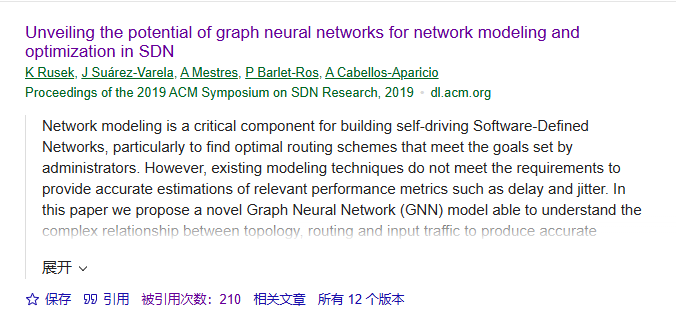 Unveiling the potential of graph neural networks for network modeling and
optimization in SDN
K Rusek, J Suárez-Varela, A Mestres, P Barlet-Ros, A Cabellos-Aparicio
Proceedings of the 2019 ACM Symposium on SDN Research, 2019 • dl.acm.org
Network modeling is a critical component for building self-driving Software-Defined
Networks, particularly to find optimal routing schemes that meet the goals set by
administrators. However, existing modeling techniques do not meet the requirements to
provide accurate estimations of relevant performance metrics such as delay and jitter. In
this paper we propose a novel Graph Neural Network (GNN) model able to understand the
complex relationship between topology, routing and input traffic to produce accurate
展开
保存 引用 被引用次数：210 相关文章 所有 12 个版本